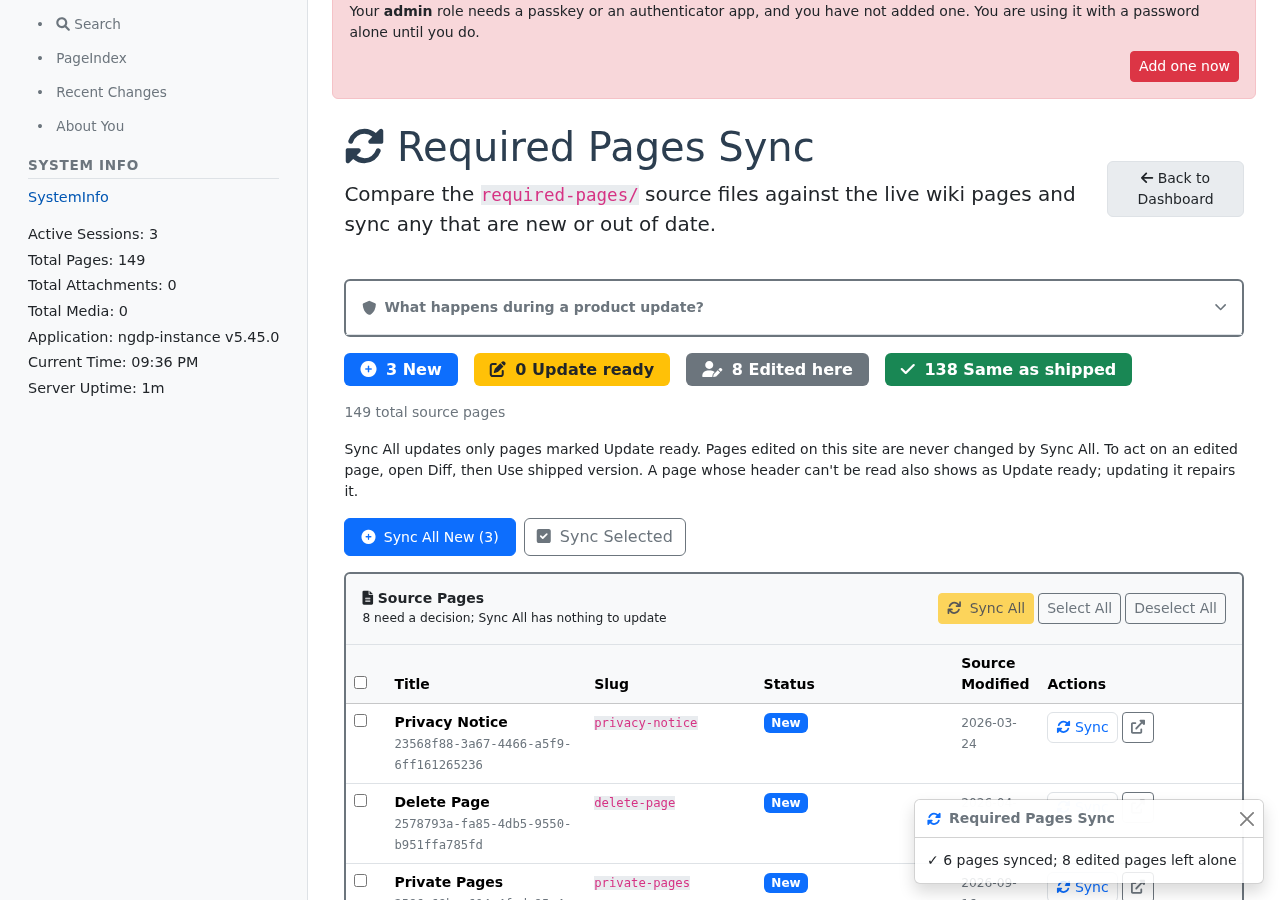 Search
PageIndex
Recent Changes
About You
SYSTEM INFO
SystemInfo
Active Sessions: 3
Total Pages: 149
Total Attachments: 0
Total Media: 0
Application: ngdp-instance v5.45.0
Current Time: 09:36 PM
Server Uptime: 1m
Your admin role needs a passkey or an authenticator app, and you have not added one. You are using it with a password
alone until you do.
Add one now
Required Pages Sync
Compare the required-pages/ source files against the live wiki pages and
sync any that are new or out of date.
Back to
Dashboard
What happens during a product update?
3 New
0 Update ready
8 Edited here
138 Same as shipped
149 total source pages
Sync All updates only pages marked Update ready. Pages edited on this site are never changed by Sync All. To act on an edited
page, open Diff, then Use shipped version. A page whose header can't be read also shows as Update ready; updating it repairs
it.
Sync All New (3)
Sync Selected
Source Pages
8 need a decision; Sync All has nothing to update
Sync All
Select All
Deselect All
Title
Slug
Status
Source
Modified
Actions
Privacy Notice
23568f88-3a67-4466-a5f9-
6ff161265236
privacy-notice
New
2026-03-
24
Sync
Delete Page
2578793a-fa85-4db5-9550-
b951ffa785fd
delete-page
New
Private Pages
private-pages
New
Sync
Required Pages Sync
✓ 6 pages synced; 8 edited pages left alone